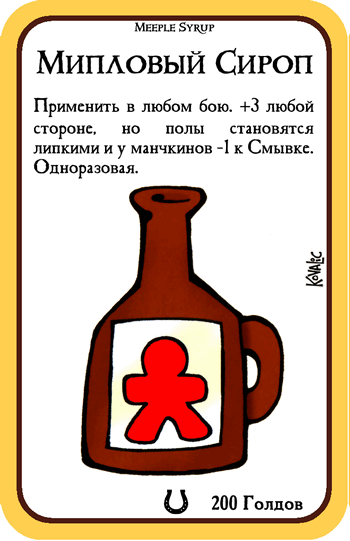 Meeple Syrup
Мипловый Сироп
Применить в любом бою. +3 любой
стороне, но полы становятся
липкими и у манчкинов -1 к Смывке.
Одноразовая.
Kovalic
200 Голдов